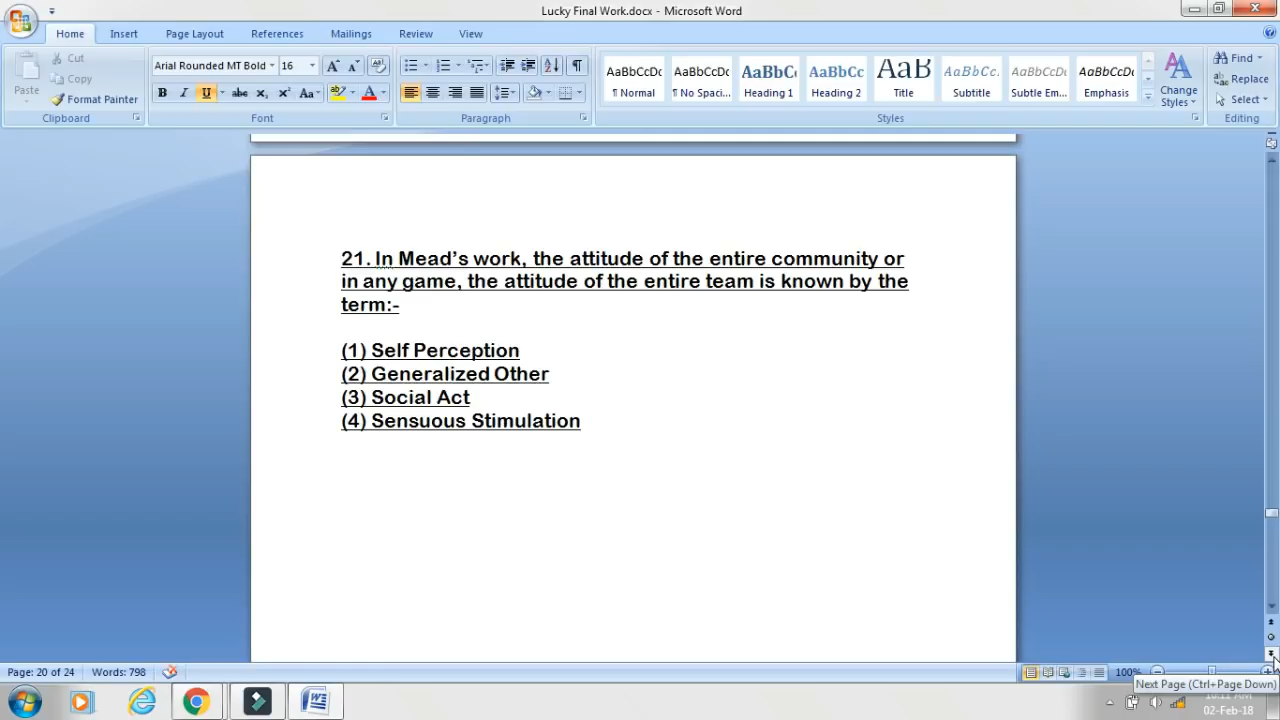 Lucky Final Work.docx - Microsoft Word
Home Insert Page Layout References Mailings Review View
Paste Cut Copy Format Painter Clipboard
Arial Rounded MT Bold 16 Font
Paragraph
AaBbCcDc AaBbCcDc AaBbC AaBbCc AaB AaBbCc. AaBbCcDc AaBbCcDc
¶ Normal ¶ No Spaci... Heading 1 Heading 2 Title Subtitle Subtle Em... Emphasis
Change Styles Styles
Find Replace Select Editing
21. In Mead’s work, the attitude of the entire community or
in any game, the attitude of the entire team is known by the
term:-
(1) Self Perception
(2) Generalized Other
(3) Social Act
(4) Sensuous Stimulation
Page: 20 of 24 Words: 798 100%
Next Page (Ctrl+Page Down)
02-Feb-18